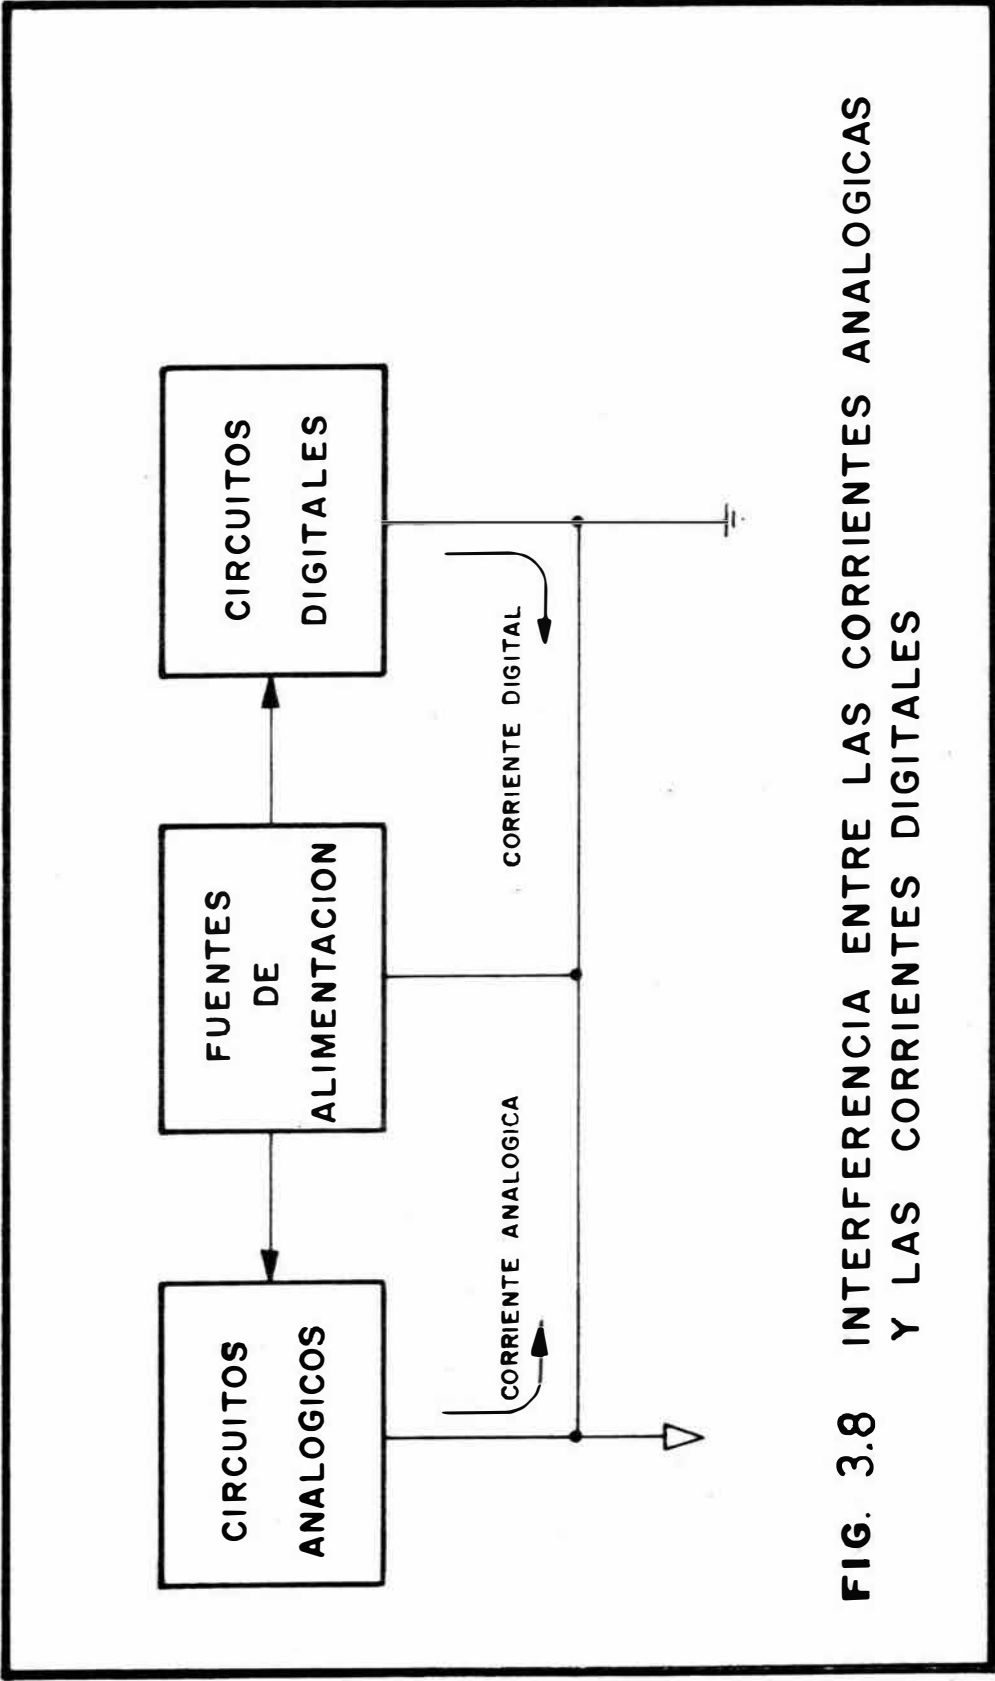 CIRCUITOS
ANALOGICOS
FUENTES
DE
ALIMENTACION
CIRCUITOS
DIGITALES
CORRIENTE ANALOGICA
CORRIENTE DIGITAL
FIG. 3.8 INTERFERENCIA ENTRE LAS CORRIENTES ANALOGICAS
Y LAS CORRIENTES DIGITALES